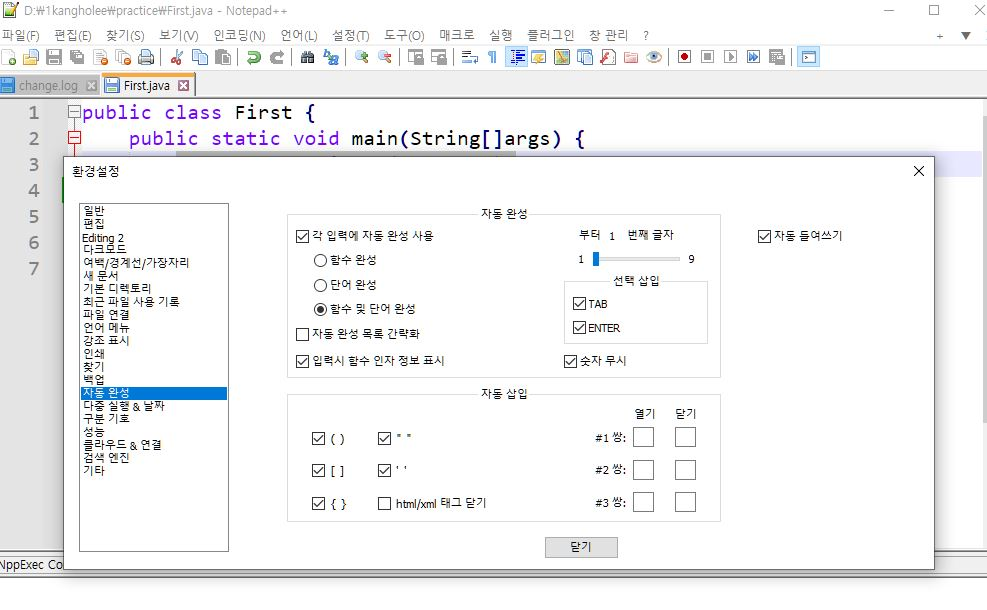 D:₩1kangholee₩practice₩First.java - Notepad++
파일(F) 편집(E) 찾기(S) 보기(V) 인코딩(N) 언어(L) 설정(T) 도구(O) 매크로 실행 플러그인 창 관리 ? + ▼
change.log First.java
1 public class First {
2 public static void main(String[]args) {
3
4
5
6
7
환경설정
일반
편집
Editing 2
다크모드
여백/경계선/가장자리
새 문서
기본 디렉토리
최근 파일 사용 기록
파일 연결
언어 메뉴
강조 표시
인쇄
찾기
백업
자동 완성
다중 실행 & 날짜
구분 기호
성능
클라우드 & 연결
검색 엔진
기타
자동 완성
각 입력에 자동 완성 사용
함수 완성
단어 완성
함수 및 단어 완성
자동 완성 목록 간략화
입력시 함수 인자 정보 표시
부터 1 번째 글자
1 9
선택 삽입
TAB
ENTER
숫자 무시
자동 들여쓰기
자동 삽입
열기 닫기
( ) " " #1 쌍:
[ ] ' ' #2 쌍:
{ } html/xml 태그 닫기 #3 쌍:
닫기
NppExec Co